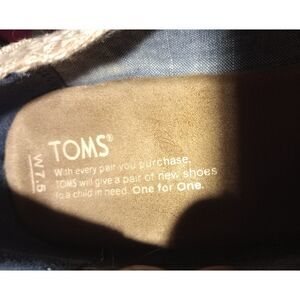 TOMS®
W7.5
With every pair you purchase,
TOMS will give a pair of new shoes
to a child in need. One for One.